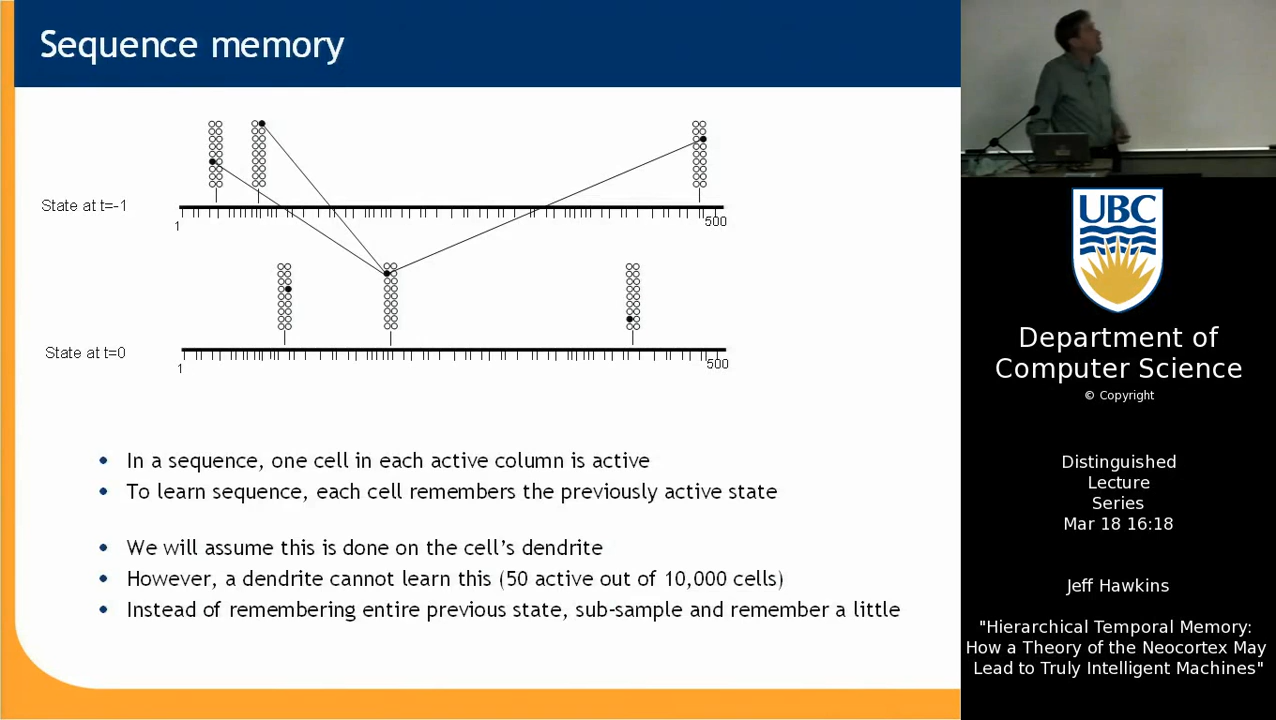 Sequence memory
State at t=-1
1
500
State at t=0
1
500
• In a sequence, one cell in each active column is active
• To learn sequence, each cell remembers the previously active state
• We will assume this is done on the cell's dendrite
• However, a dendrite cannot learn this (50 active out of 10,000 cells)
• Instead of remembering entire previous state, sub-sample and remember a little
UBC
Department of
Computer Science
© Copyright
Distinguished
Lecture
Series
Mar 18 16:18
Jeff Hawkins
"Hierarchical Temporal Memory:
How a Theory of the Neocortex May
Lead to Truly Intelligent Machines"